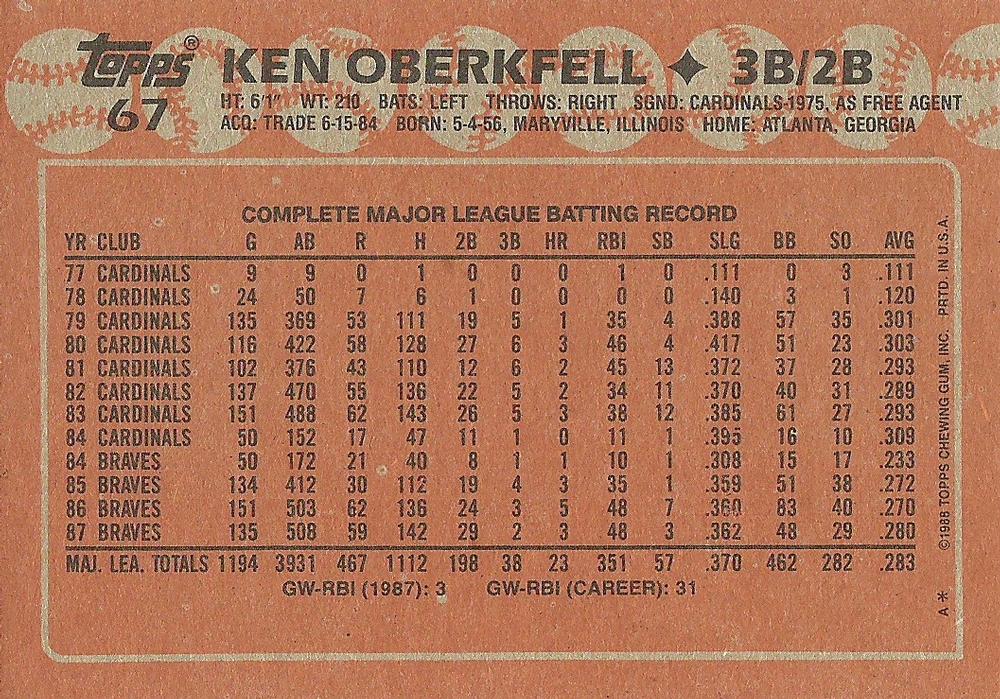 Topps® KEN OBERKFELL ✦ 3B/2B
67 HT: 6'1" WT: 210 BATS: LEFT THROWS: RIGHT SGND: CARDINALS-1975, AS FREE AGENT
ACQ: TRADE 6-15-84 BORN: 5-4-56, MARYVILLE, ILLINOIS HOME: ATLANTA, GEORGIA
COMPLETE MAJOR LEAGUE BATTING RECORD
YR CLUB G AB R H 2B 3B HR RBI SB SLG BB SO AVG
77 CARDINALS 9 9 0 1 0 0 0 1 0 .111 0 3 .111
78 CARDINALS 24 50 7 6 1 0 0 0 0 .140 3 1 .120
79 CARDINALS 135 369 53 111 19 5 1 35 4 .388 57 35 .301
80 CARDINALS 116 422 58 128 27 6 3 46 4 .417 51 23 .303
81 CARDINALS 102 376 43 110 12 6 2 45 13 .372 37 28 .293
82 CARDINALS 137 470 55 136 22 5 2 34 11 .370 40 31 .289
83 CARDINALS 151 488 62 143 26 5 3 38 12 .385 61 27 .293
84 CARDINALS 50 152 17 47 11 1 0 11 1 .395 16 10 .309
84 BRAVES 50 172 21 40 8 1 1 10 1 .308 15 17 .233
85 BRAVES 134 412 30 112 19 4 3 35 1 .359 51 38 .272
86 BRAVES 151 503 62 136 24 3 5 48 7 .360 83 40 .270
87 BRAVES 135 508 59 142 29 2 3 48 3 .362 48 29 .280
MAJ. LEA. TOTALS 1194 3931 467 1112 198 38 23 351 57 .370 462 282 .283
GW-RBI (1987): 3 GW-RBI (CAREER): 31
A * ©1988 TOPPS CHEWING GUM, INC. PRTD. IN U.S.A.